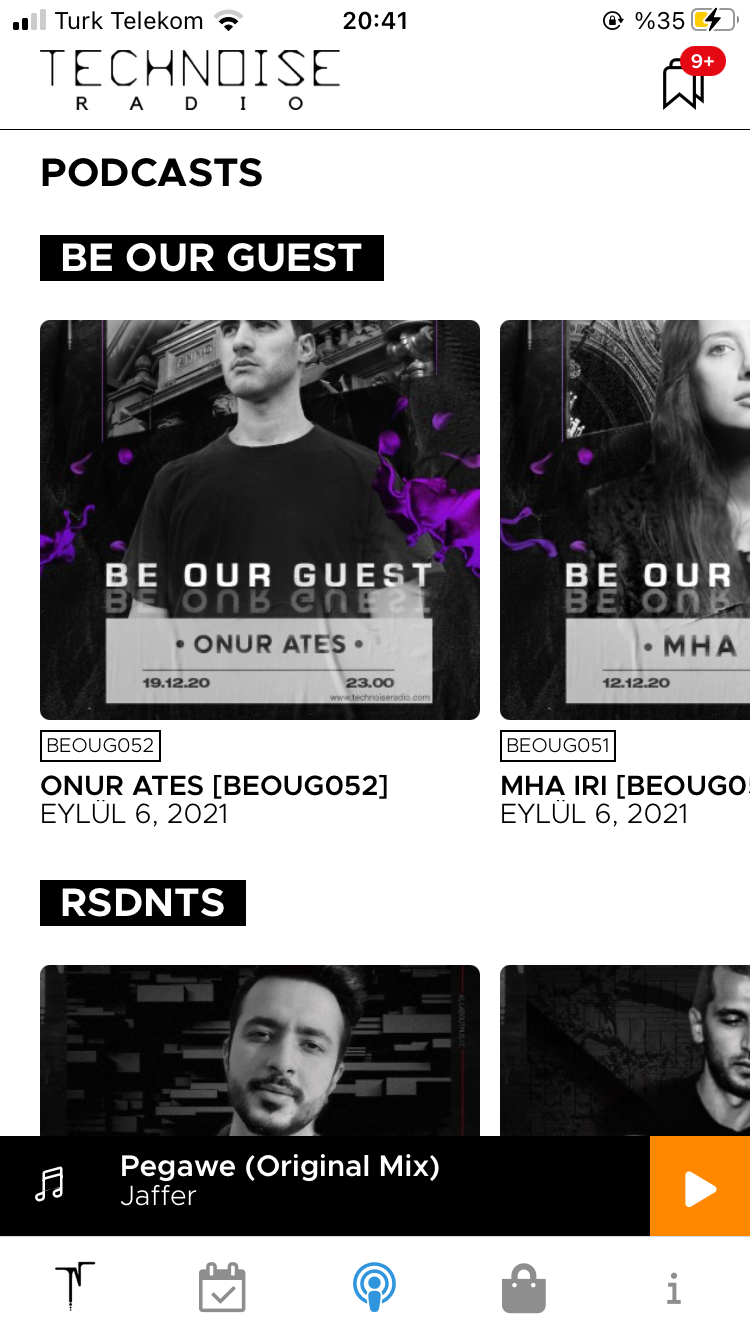 Turk Telekom 20:41 %35
TECHNOISE
RADIO
9+
PODCASTS
BE OUR GUEST
BE OUR GUEST
• ONUR ATES •
19.12.20 23.00
www.technoiseradio.com
BEOUG052
ONUR ATES [BEOUG052]
EYLÜL 6, 2021
BE OUR
• MHA
12.12.20
BEOUG051
MHA IRI [BEOUG05
EYLÜL 6, 2021
RSDNTS
Pegawe (Original Mix)
Jaffer